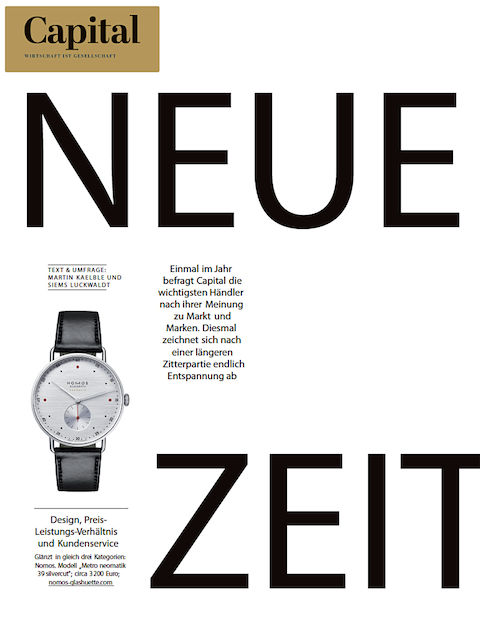 Capital
WIRTSCHAFT IST GESELLSCHAFT
NEUE
TEXT & UMFRAGE:
MARTIN KAELBLE UND
SIEMS LUCKWALDT
Einmal im Jahr
befragt Capital die
wichtigsten Händler
nach ihrer Meinung
zu Markt und
Marken. Diesmal
zeichnet sich nach
einer längeren
Zitterpartie endlich
Entspannung ab
NOMOS
GLASHÜTTE
ZEIT
Design, Preis-
Leistungs-Verhältnis
und Kundenservice
Glänzt in gleich drei Kategorien:
Nomos. Modell „Metro neomatik
39 silvercut“; circa 3 200 Euro;
nomos-glashuette.com